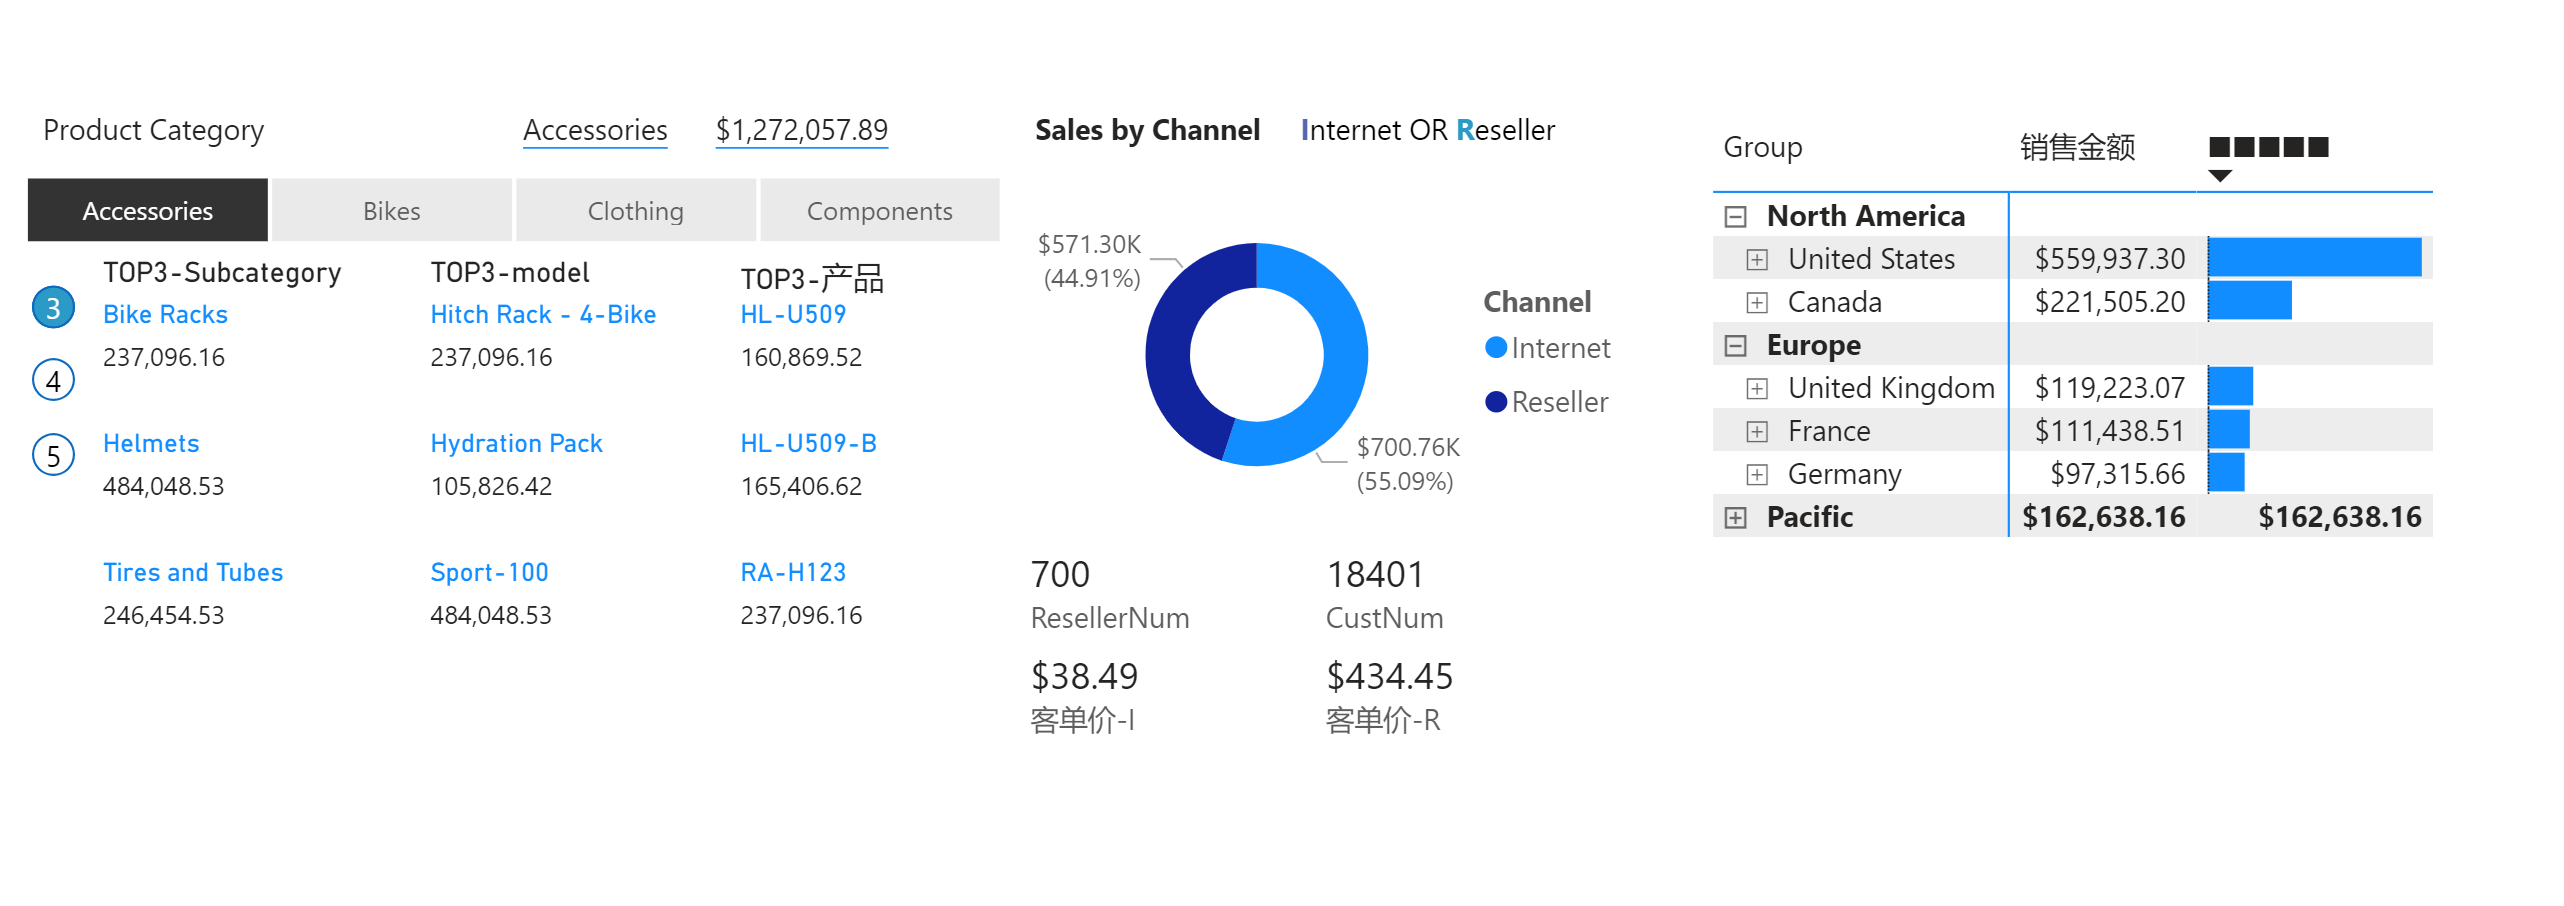 Product Category
Accessories
$1,272,057.89
Accessories
Bikes
Clothing
Components
3
4
5
TOP3-Subcategory
Bike Racks
237,096.16
Helmets
484,048.53
Tires and Tubes
246,454.53
TOP3-model
Hitch Rack - 4-Bike
237,096.16
Hydration Pack
105,826.42
Sport-100
484,048.53
TOP3-产品
HL-U509
160,869.52
HL-U509-B
165,406.62
RA-H123
237,096.16
Sales by Channel
Internet OR Reseller
$571.30K
(44.91%)
$700.76K
(55.09%)
Channel
Internet
Reseller
700
ResellerNum
18401
CustNum
$38.49
客单价-I
$434.45
客单价-R
Group 销售金额 ■■■■■
North America
United States $559,937.30
Canada $221,505.20
Europe
United Kingdom $119,223.07
France $111,438.51
Germany $97,315.66
Pacific $162,638.16 $162,638.16